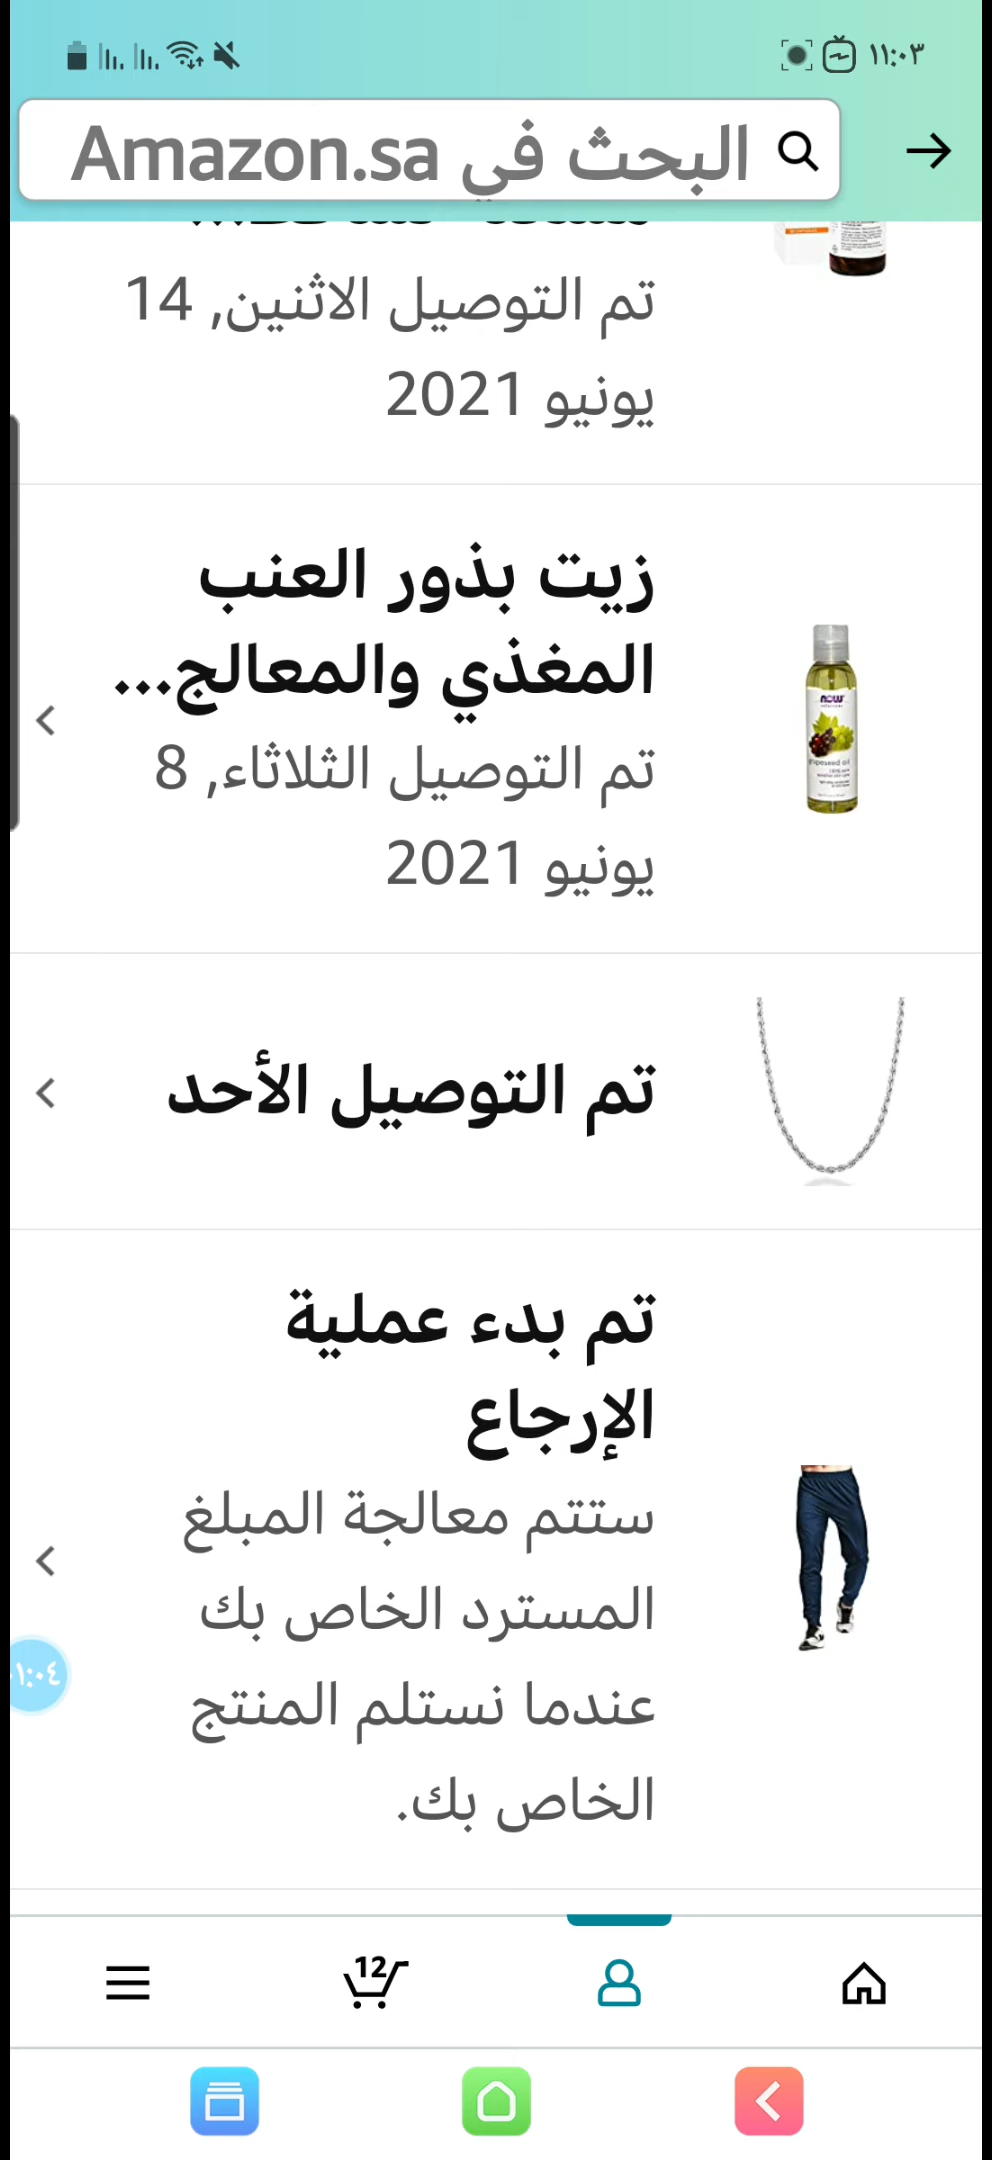 ١١:٠٣
البحث في Amazon.sa
تم التوصيل الاثنين, 14
يونيو 2021
زيت بذور العنب
المغذي والمعالج...
تم التوصيل الثلاثاء, 8
يونيو 2021
now
تم التوصيل الأحد
تم بدء عملية
الإرجاع
ستتم معالجة المبلغ
المسترد الخاص بك
عندما نستلم المنتج
الخاص بك.
12